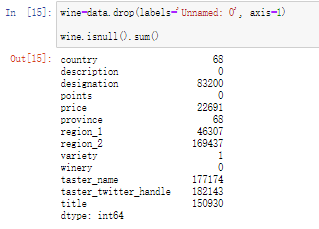 In [15]: wine=data.drop(labels='Unnamed: 0', axis=1)
wine.isnull().sum()
Out[15]: country 68
description 0
designation 83200
points 0
price 22691
province 68
region_1 46307
region_2 169437
variety 1
winery 0
taster_name 177174
taster_twitter_handle 182143
title 150930
dtype: int64